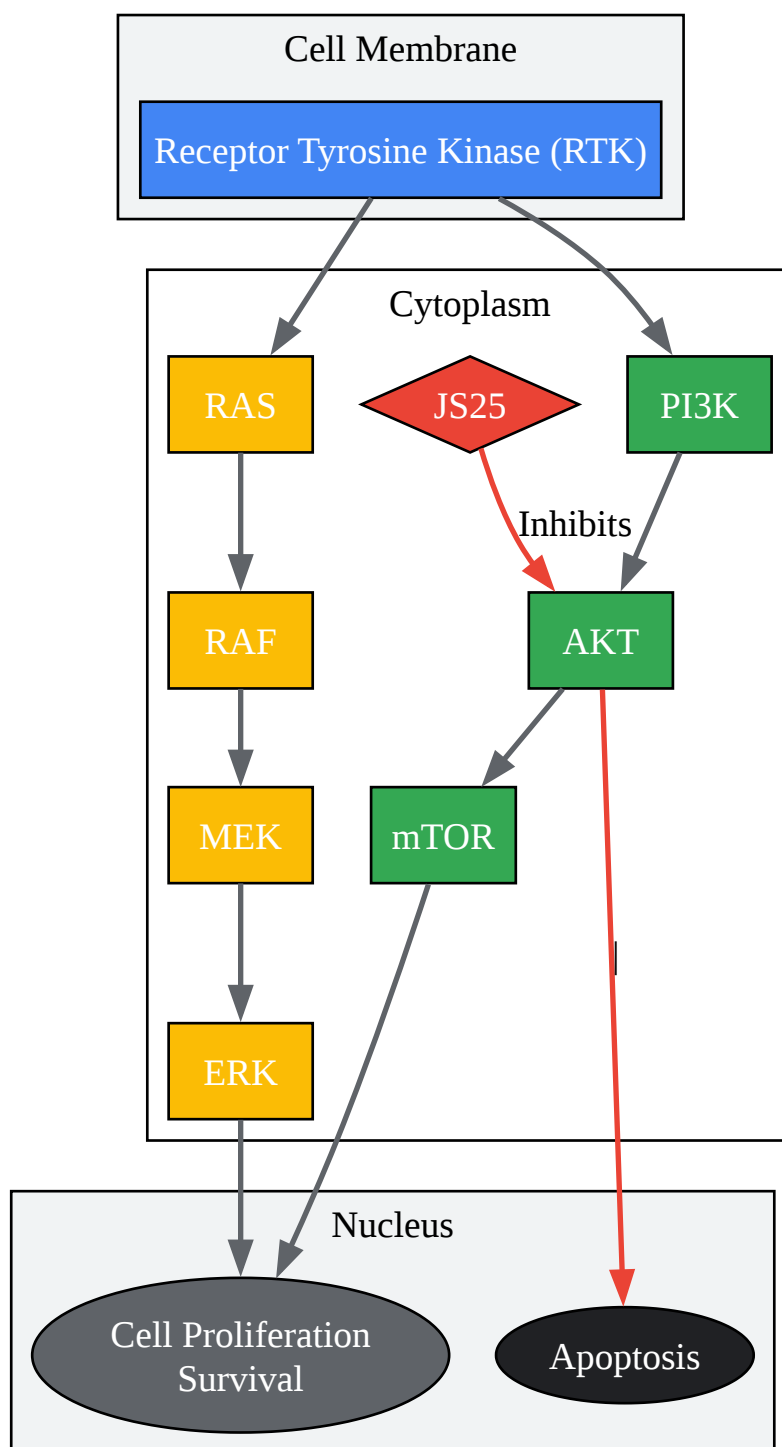 Cell Membrane
Receptor Tyrosine Kinase (RTK)
Cytoplasm
RAS
JS25
PI3K
Inhibits
RAF
AKT
MEK
mTOR
|
ERK
Nucleus
Cell Proliferation
Survival
Apoptosis